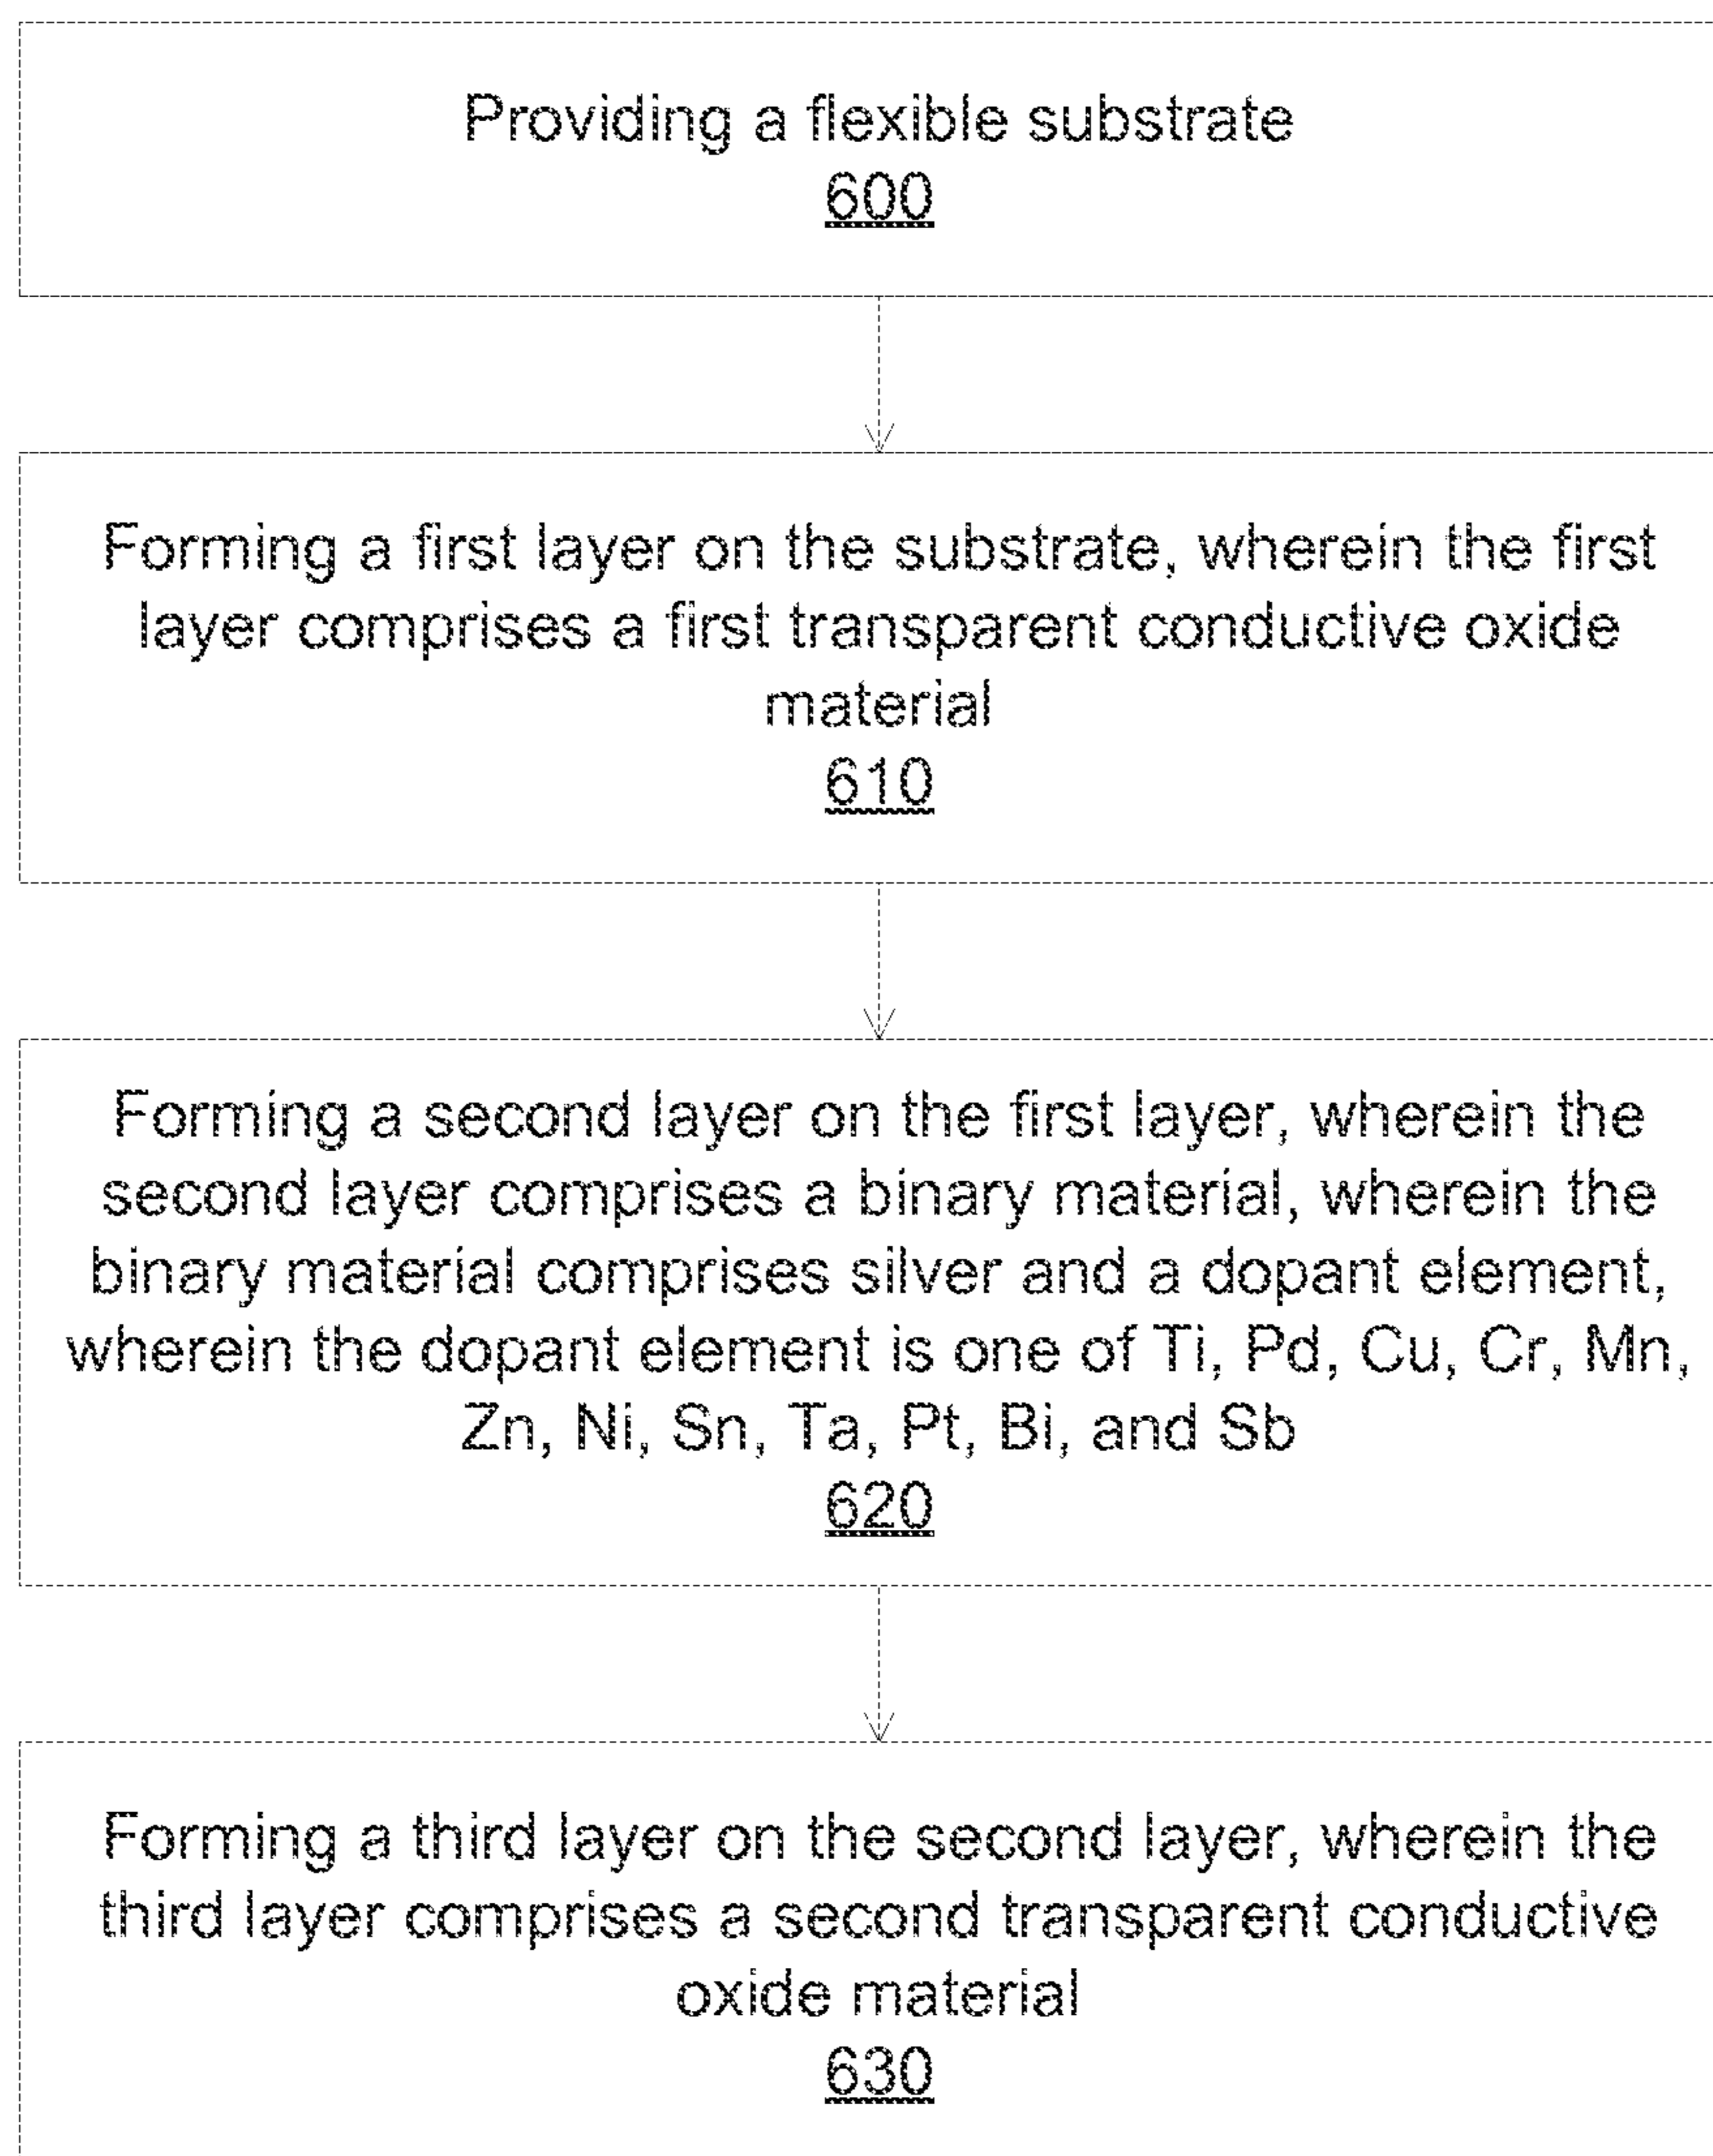 Providing a flexible substrate
600
Forming a first layer on the substrate, wherein the first
layer comprises a first transparent conductive oxide
material
610
Forming a second layer on the first layer, wherein the
second layer comprises a binary material, wherein the
binary material comprises silver and a dopant element,
wherein the dopant element is one of Ti, Pd, Cu, Cr, Mn,
Zn, Ni, Sn, Ta, Pt, Bi, and Sb
620
Forming a third layer on the second layer, wherein the
third layer comprises a second transparent conductive
oxide material
630